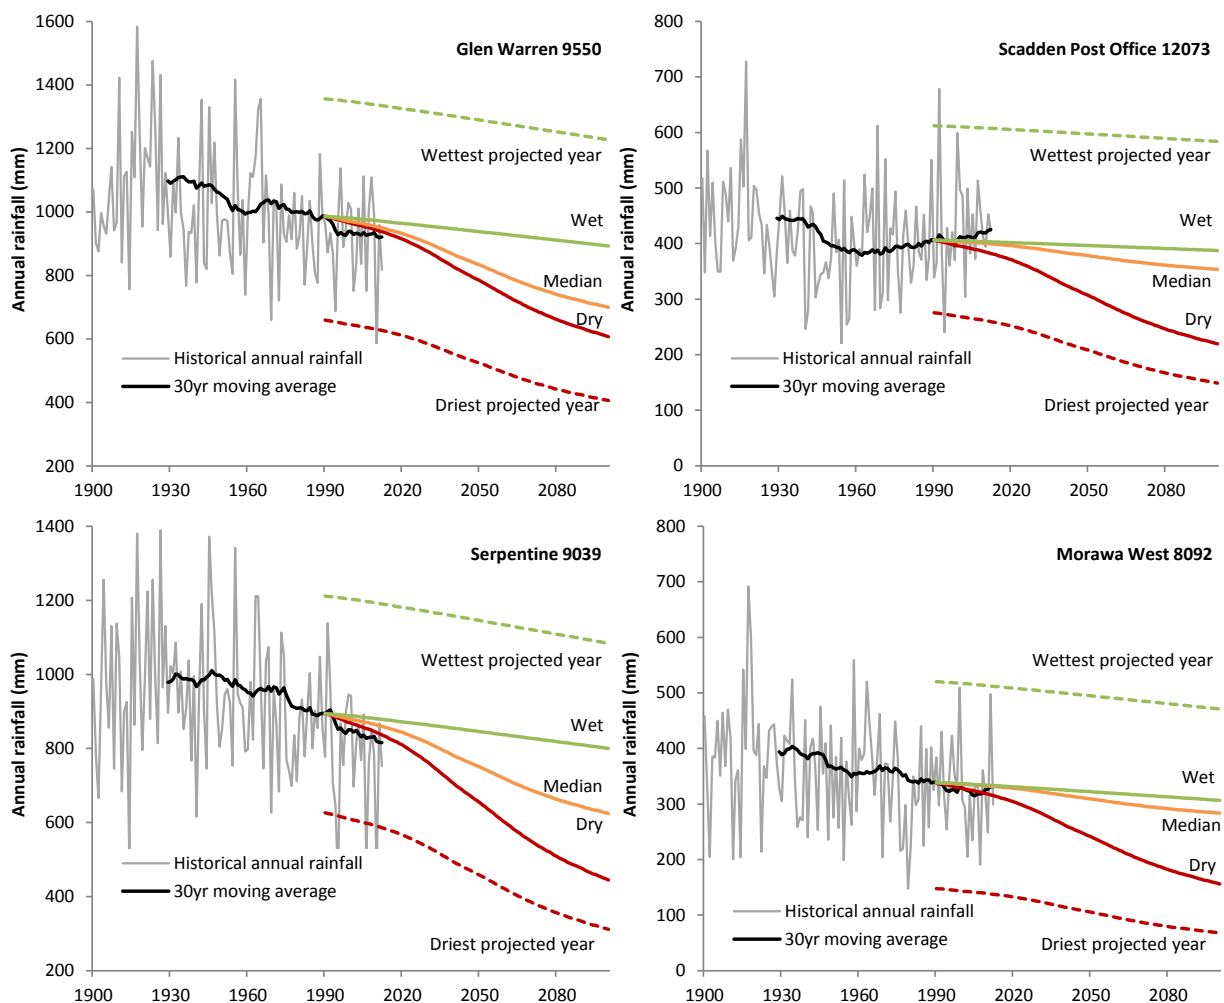 Glen Warren 9550
Annual rainfall (mm)
1600
1400
1200
1000
800
600
400
200
Wettest projected year
Wet
Median
Dry
Historical annual rainfall
30yr moving average
Driest projected year
1900 1930 1960 1990 2020 2050 2080
Scadden Post Office 12073
Annual rainfall (mm)
800
700
600
500
400
300
200
100
0
Wettest projected year
Wet
Median
Dry
Historical annual rainfall
30yr moving average
Driest projected year
1900 1930 1960 1990 2020 2050 2080
Serpentine 9039
Annual rainfall (mm)
1400
1200
1000
800
600
400
200
Wettest projected year
Wet
Median
Dry
Historical annual rainfall
30yr moving average
Driest projected year
1900 1930 1960 1990 2020 2050 2080
Morawa West 8092
Annual rainfall (mm)
800
700
600
500
400
300
200
100
0
Wettest projected year
Wet
Median
Dry
Historical annual rainfall
30yr moving average
Driest projected year
1900 1930 1960 1990 2020 2050 2080